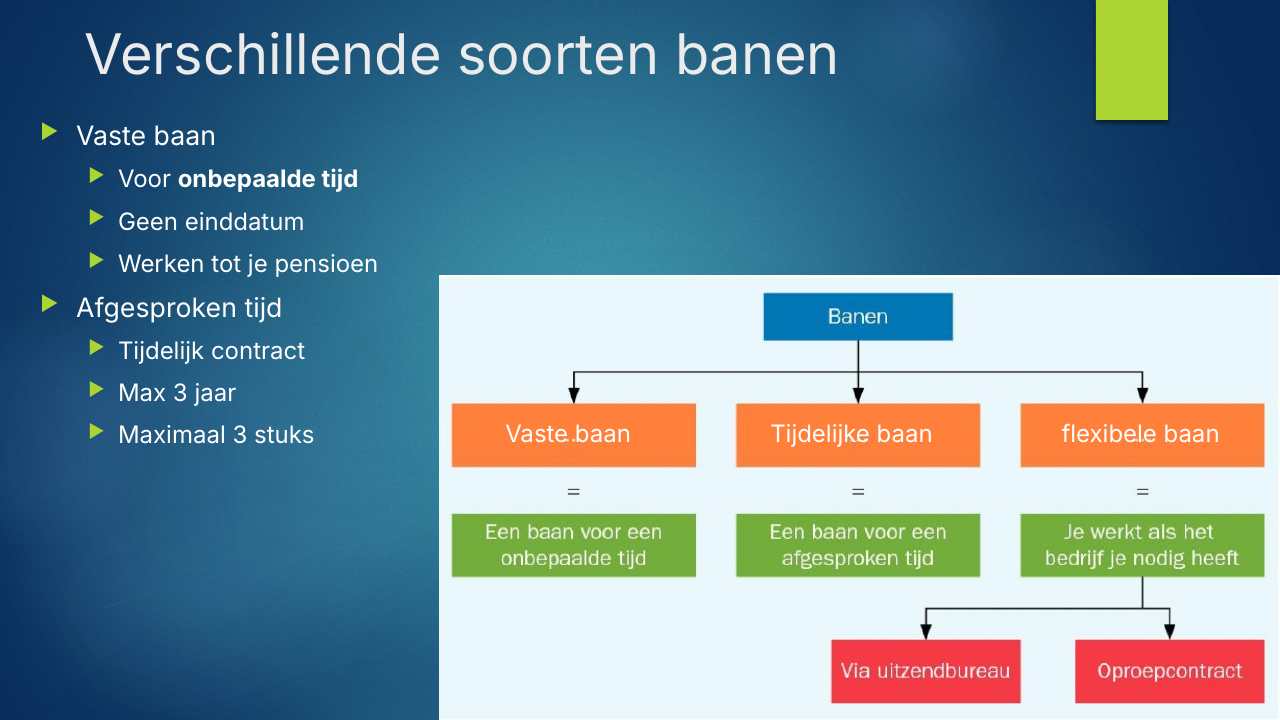 Verschillende soorten banen
Vaste baan
Voor onbepaalde tijd
Geen einddatum
Werken tot je pensioen
Afgesproken tijd
Tijdelijk contract
Max 3 jaar
Maximaal 3 stuks
Banen
Vaste baan
Tijdelijke baan
flexibele baan
=
=
=
Een baan voor een
onbepaalde tijd
Een baan voor een
afgesproken tijd
Je werkt als het
bedrijf je nodig heeft
Via uitzendbureau
Oproepcontract